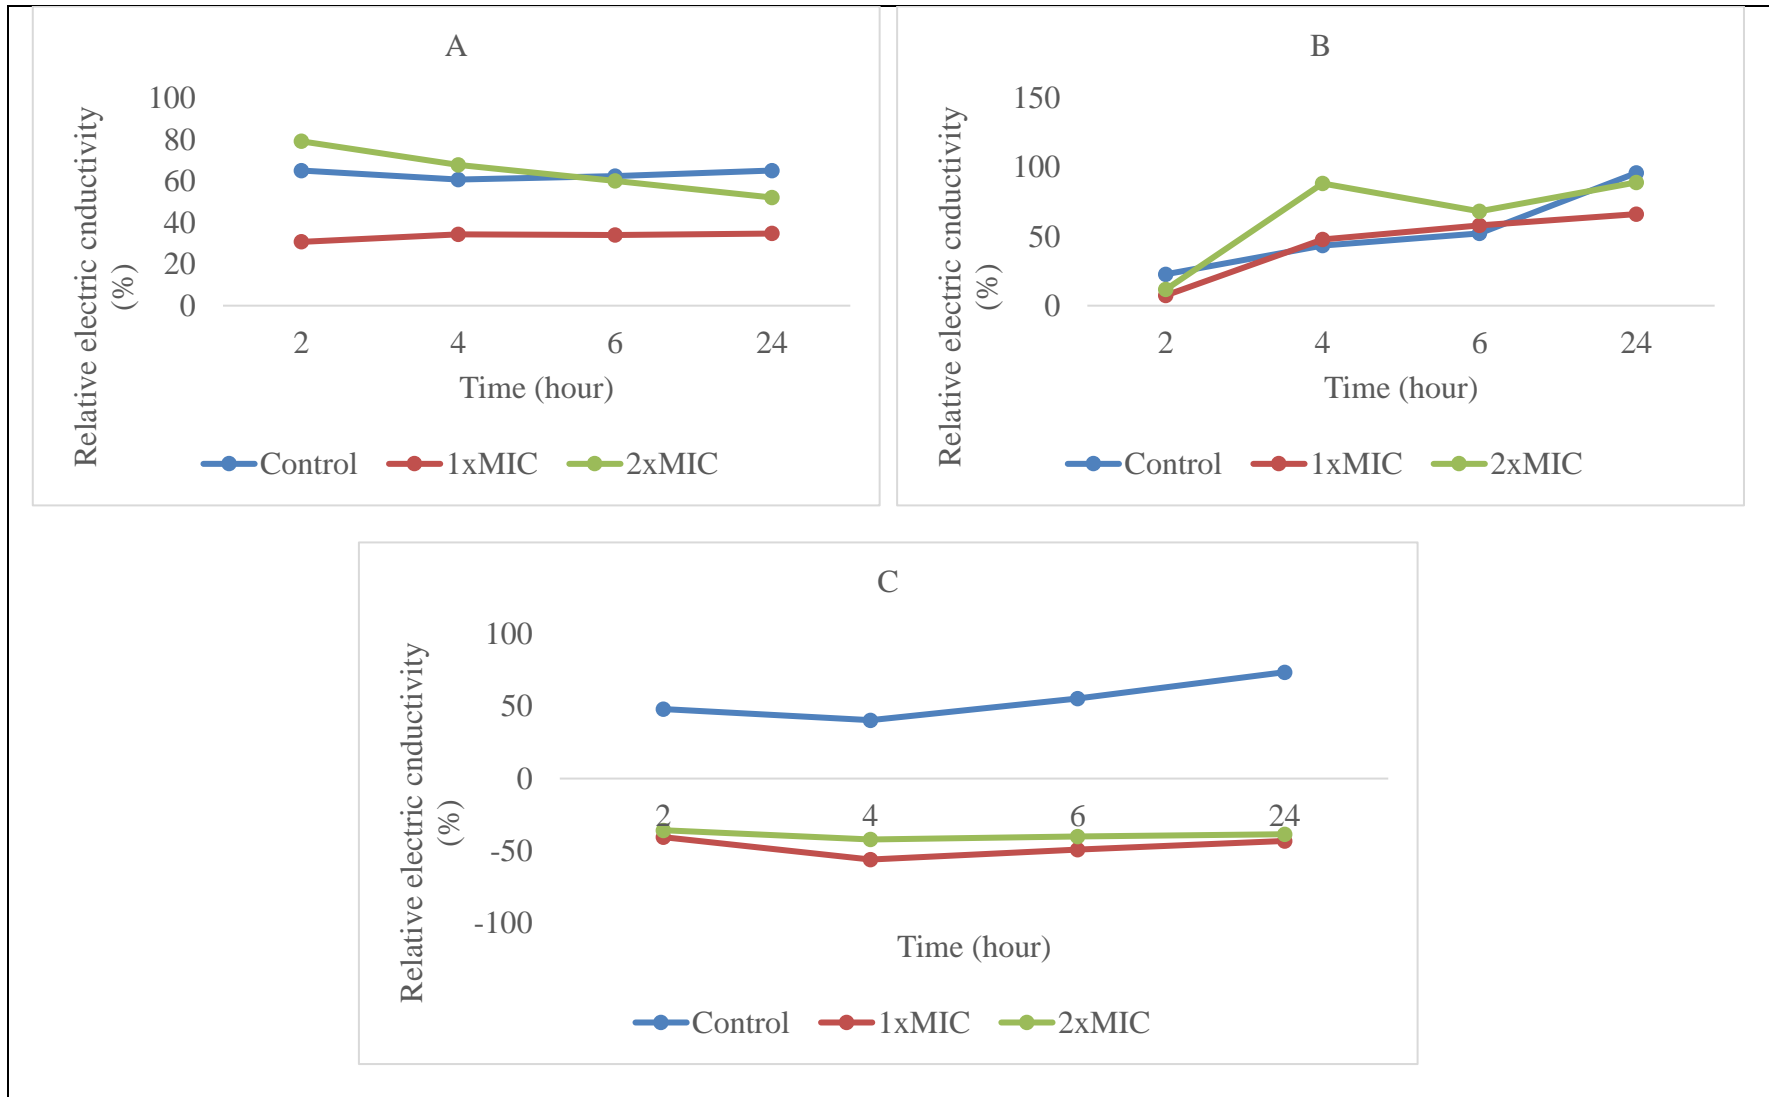 A
Relative electric cnductivity
(%)
100
80
60
40
20
0
2 4 6 24
Time (hour)
Control 1xMIC 2xMIC
B
Relative electric cnductivity
(%)
150
100
50
0
2 4 6 24
Time (hour)
Control 1xMIC 2xMIC
C
Relative electric cnductivity
(%)
100
50
0
-50
-100
2 4 6 24
Time (hour)
Control 1xMIC 2xMIC